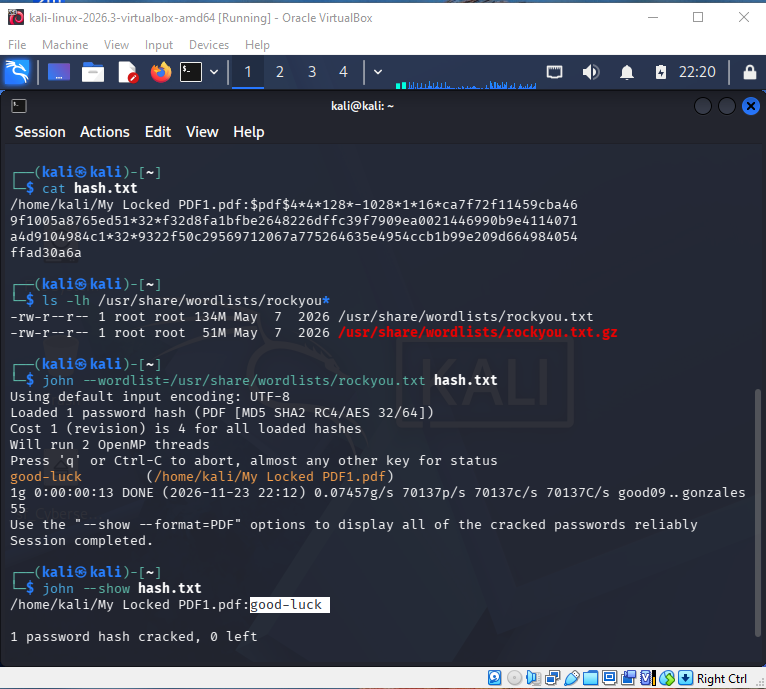 kali-linux-2026.3-virtualbox-amd64 [Running] - Oracle VirtualBox
File Machine View Input Devices Help
1 2 3 4 22:20
kali@kali: ~
Session Actions Edit View Help
┌──(kali㉿kali)-[~]
└─$ cat hash.txt
/home/kali/My Locked PDF1.pdf:$pdf$4*4*128*-1028*1*16*ca7f72f11459cba46
9f1005a8765ed51*32*f32d8fa1bfbe2648226dffc39f7909ea0021446990b9e4114071
a4d9104984c1*32*9322f50c29569712067a775264635e4954ccb1b99e209d664984054
ffad30a6a
┌──(kali㉿kali)-[~]
└─$ ls -lh /usr/share/wordlists/rockyou*
-rw-r--r-- 1 root root 134M May  7  2026 /usr/share/wordlists/rockyou.txt
-rw-r--r-- 1 root root  51M May  7  2026 /usr/share/wordlists/rockyou.txt.gz
┌──(kali㉿kali)-[~]
└─$ john --wordlist=/usr/share/wordlists/rockyou.txt hash.txt
Using default input encoding: UTF-8
Loaded 1 password hash (PDF [MD5 SHA2 RC4/AES 32/64])
Cost 1 (revision) is 4 for all loaded hashes
Will run 2 OpenMP threads
Press 'q' or Ctrl-C to abort, almost any other key for status
good-luck        (/home/kali/My Locked PDF1.pdf)
1g 0:00:00:13 DONE (2026-11-23 22:12) 0.07457g/s 70137p/s 70137c/s 70137C/s good09..gonzales
55
Use the "--show --format=PDF" options to display all of the cracked passwords reliably
Session completed.
┌──(kali㉿kali)-[~]
└─$ john --show hash.txt
/home/kali/My Locked PDF1.pdf:good-luck
1 password hash cracked, 0 left
KALI
Right Ctrl